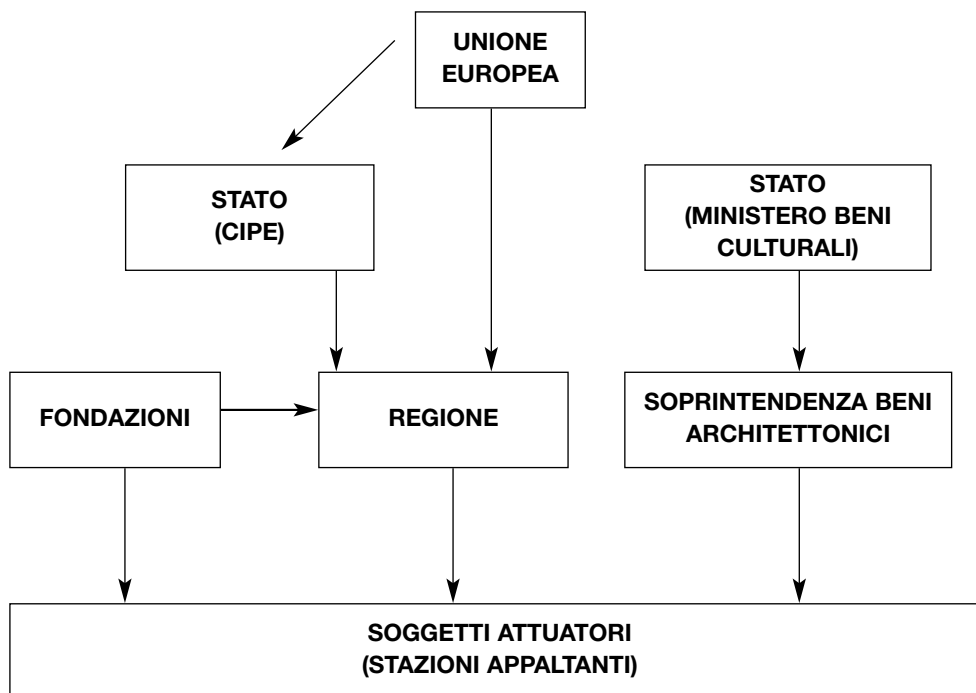 UNIONE
EUROPEA
STATO
(CIPE)
STATO
(MINISTERO BENI
CULTURALI)
FONDAZIONI
REGIONE
SOPRINTENDENZA BENI
ARCHITETTONICI
SOGGETTI ATTUATORI
(STAZIONI APPALTANTI)